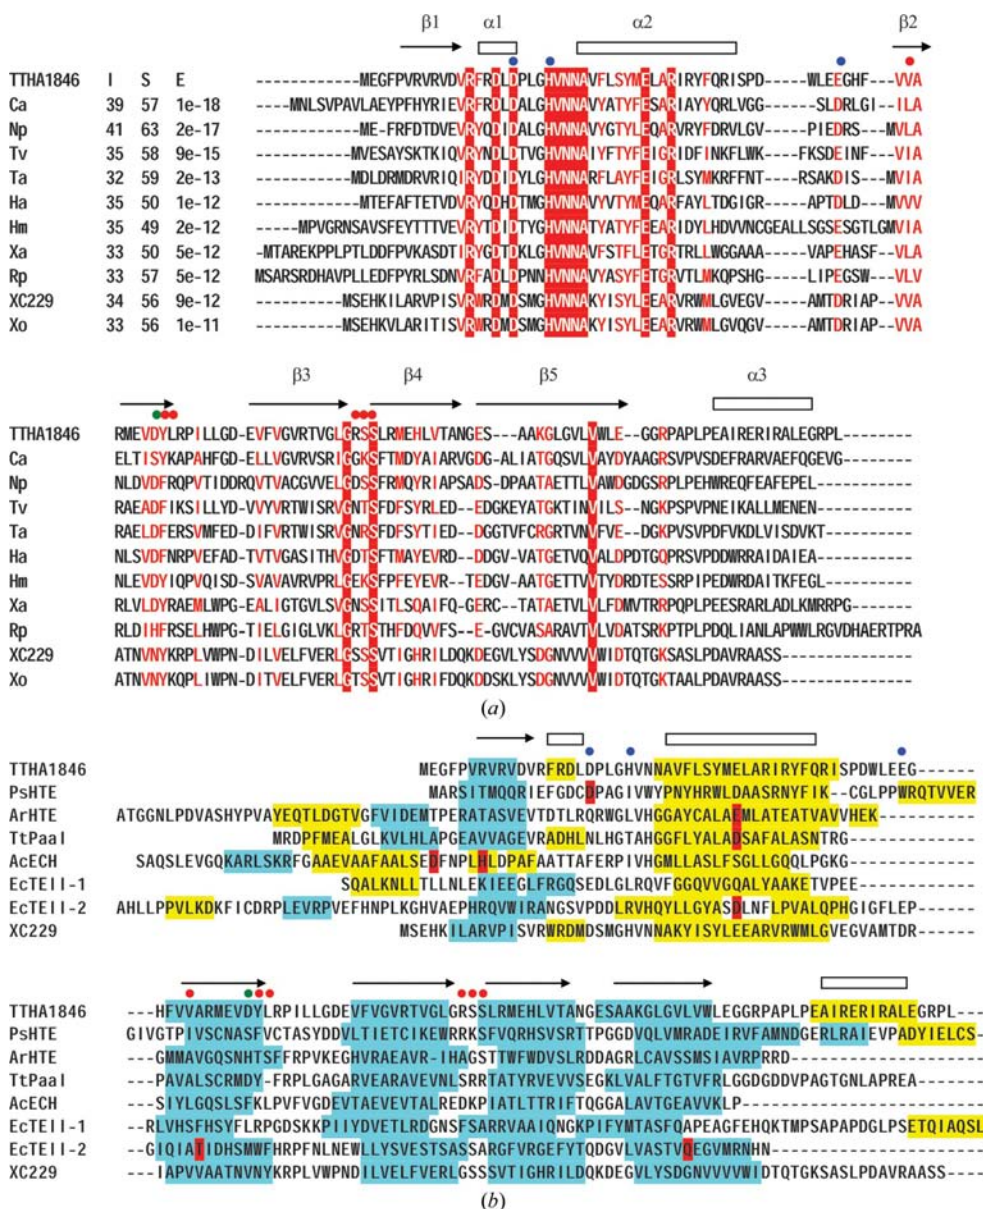 β1 α1 α2 β2
TTHA1846 I S E ----------------MEGFPVRVRVDVRFRDLDPLGHVNNAVFLSYMELARIRYFQRISPD---WLEEGHF--VVA
Ca 39 57 1e-18 ----MNLSVPAVLAEYPFHYRIEVRFRDLDALGHVNNAVYATYFESARIAYYQRLVGG-----SLDRLGI-ILA
Np 41 63 2e-17 ------------ME-FRFDTDVEVRYQDIDALGHVNNAVYGTYLEQARVRYFDRVLGV-----PIEDRS-MVLA
Tv 35 58 9e-15 ------------MVESAYSKTKIQVRYNDLDTVGHVNNAIYFTYFEIGRIDFINKFLWK----FKSDEINF-VIA
Ta 32 59 2e-13 ------------MDLDRMDRVRIQIRYDDIDYLGHVNNARFLAYFEIGRLSYMKRFFNT----RSAKDIS-MVIA
Ha 35 50 1e-12 --------------MTEFAFTETVDVRYQDHDTMGHVNNAVYVTYMEQARFAYLTDGIGR----APTDLD--MVVV
Hm 35 49 2e-12 -------MPVGRNSAVSFEYTTTVEVRYTDIDTYGHVNNATYATYLEEARIDYLHDVVNCGEALLSGSESGTLGMVIA
Xa 33 50 5e-12 -MTAREKPPLPTLDDFPVKASDTIRYGDTDKLGHVNNAVFSTFLETGRTRLLWGGAAA-----VAPEHASF-VLA
Rp 33 57 5e-12 MSARSRDHAVPLLEDFPYRLSDNVRFADLDPNNHVNNAVYASYFETGRVTLMKQPSHG-----LIPEGSW-VLV
XC229 34 56 9e-12 ------------MSEHKILARVPISVRWRDMDSMGHVNNAKYISYLEEARVRWMLGVEGV-----AMTDRIAP-VVA
Xo 33 56 1e-11 ------------MSEHKVLARITISVRWRDMDSMGHVNNAKYISYLEEARVRWMLGVQGV-----AMTDRIAP-VVA
β3 β4 β5 α3
TTHA1846 RMEVDYLRPILLGD-EVFVGVRTVGLGRSSLRMEHLVTANGES--AAKGLGVLVWLE--GGRPAPLPEAIRERIRALEGRPL-------
Ca ELTISYKAPAHFGD-ELLVGVRVSRIGGKSFTMDYAIARVGDG-ALIATGQSVLVAYDYAAGRSVPVSDEFRARVAEFQGEVG------
Np NLDVDFRQPVTIDDRQVTVACGVVELGDSSFRMQYRIAPSADS-DPAATAETTLVAWDGDGSRPLPEHWREQFEAFEPEL---------
Tv RAEADFIKSILLYD-VVYVRTWISRVGNTSFDFSYRLED--EDGKEYATGKTINVILS--NGKPSPVPNEIKALLMENEN---------
Ta RAELDFERSVMFED-DIFVRTWISRVGNRSFDFSYTIED--DGGTVFCRGRTVNVFVE--DGKPVSVPDFVKDLVISDVKT--------
Ha NLSVDFNRPVEFAD-TVTVGASITHVGDTSFTMAYEVRD--DDGV-VATGETVQVALDPDTGQPRSVPDDWRRAIDAIEA---------
Hm NLEVDYIQPVQISD-SVAVAVRVPRLGEKSFPFEYEVR--TEDGV-AATGETTVVTYDRDTESRPIPEDWRDAITKFEGL---------
Xa RLVLDYRAEMLWPG-EALIGTGVLSVGNSSITLSQAIFQ-GERC--TATAETVLVLFDMVTRRPQPLPEESRARLADLKMRRPG-----
Rp RLDIHFRSELHWPG-TIELGIGLVKLGRTSTHFDQVVFS--E-GVCVASARAVTVLVDATSRKPTPLPDQLIANLAPWWLRGVDHAERTPRA
XC229 ATNVNYKRPLVWPN-DILVELFVERLGSSSVTIGHRILDQKDEGVLYSDGNVVVVWIDTQTGKSASLPDAVRAASS-------------
Xo ATNVNYKQPLIWPN-DITVELFVERLGTSSVTIGHRIFDQKDDSKLYSDGNVVVVWIDTQTGKTAALPDAVRAASS-------------
(a)
TTHA1846 MEGFPVRVRVDVRFRDLDPLGHVNNAVFLSYMELARIRYFQRISPDWLEEG------
PsHTE MARSITMQQRIEFGDCDPAGIVWYPNYHRWLDAASRNYFIK--CGLPPWRQTVVER
ArHTE ATGGNLPDVASHYPVAYEQTLDGTVGFVIDEMTPERATASVEVTDTLRQRWGLVHGGAYCALAEMLATEATVAVVHEK------
TtPaaI MRDPFMEALGLKVLHLAPGEAVVAGEVRADHLNLHGTAHGGFLYALADSAFALASNTRG------
AcECH SAQSLEVGQKARLSKRFGAAEVAAFAALSEDFNPLHLDPAFAATTAFERPIVHGMLLASLFSGLLGQQLPGKG------
EcTEII-1 SQALKNLLTLLNLEKIEEGLFRGQSEDLGLRQVFGGQVVGQALYAAKETVPEE------
EcTEII-2 AHLLPPVLKDKFICDRPLEVRPVEFHNPLKGHVAEPHRQVWIRANGSVPDDLRVHQYLLGYASDLNFLPVALQPHGIGFLEP------
XC229 MSEHKILARVPISVRWRDMDSMGHVNNAKYISYLEEARVRWMLGVEGVAMTDR------
TTHA1846 --HFVVARMEVDYLRPILLGDEVFVGVRTVGLGRSSLRMEHLVTANGESAAKGLGVLVWLEGGRPAPLPEAIRERIRALEGRPL----
PsHTE GIVGTPIVSCNASFVCTASYDDVLTIETCIKEWRRKSFVQRHSVSRTTPGGDVQLVMRADEIRVFAMNDGERLRAIEVPADYIELCS-
ArHTE --GMMAVGQSNHTSFFRPVKEGHVRAEAVR-IHAGSTTWFWDVSLRDDAGRLCAVSSMSIAVRPRRD----------------
TtPaaI --PAVALSCRMDY-FRPLGAGARVEARAVEVNLSRRTATYRVEVVSEGKLVALFTGTVFRLGGDGDDVPAGTGNLAPREA------
AcECH --SIYLGQSLSFKLPVFVGDEVTAEVEVTALREDKPIATLTTRIFTQGGALAVTGEAVVKLP------------------
EcTEII-1 -RLVHSFHSYFLRPGDSKKPIIYDVETLRDGNSFSARRVAAIQNGKPIFYMTASFQAPEAGFEHQKTMPSAPAPDGLPSETQIAQSL
EcTEII-2 --GIQIATIDHSMWFHRPFNLNEWLLYSVESTSASSARGFVRGEFYTQDGVLVASTVQEGVMRNHN----------------
XC229 --IAPVVAATNVNYKRPLVWPNDILVELFVERLGSSSVTIGHRILDQKDEGVLYSDGNVVVVWIDTQTGKSASLPDAVRAASS----
(b)